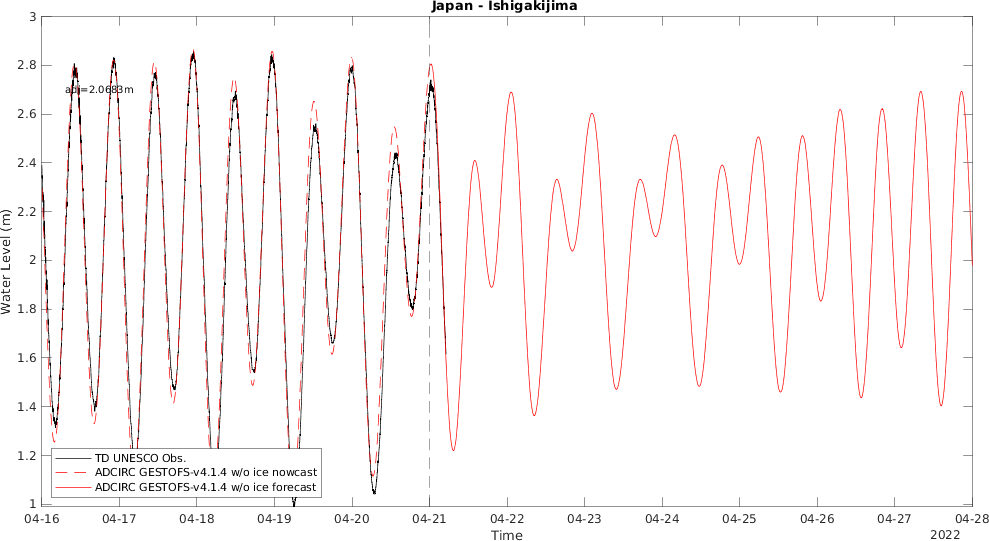 Japan - Ishigakijima
3
2.8
adj=2.0683m
2.6
2.4
2.2
2
1.8
1.6
1.4
1.2
1
Water Level (m)
TD UNESCO Obs.
ADCIRC GESTOFS-v4.1.4 w/o ice nowcast
ADCIRC GESTOFS-v4.1.4 w/o ice forecast
04-16 04-17 04-18 04-19 04-20 04-21 04-22 04-23 04-24 04-25 04-26 04-27 04-28
Time
2022